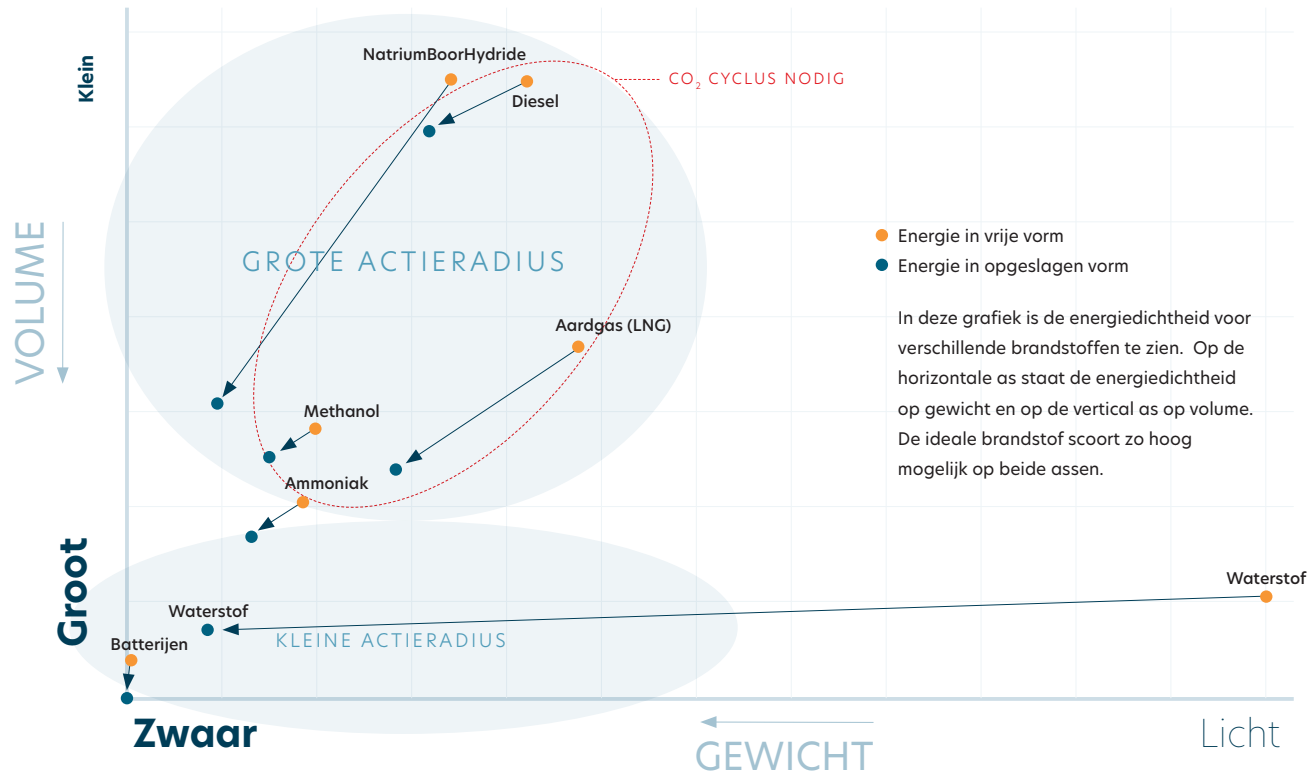 Klein
NatriumBoorHydride
CO₂ CYCLUS NODIG
Diesel
VOLUME
GROTE ACTIERADIUS
Energie in vrije vorm
Energie in opgeslagen vorm
In deze grafiek is de energiedichtheid voor
verschillende brandstoffen te zien. Op de
horizontale as staat de energiedichtheid
op gewicht en op de vertical as op volume.
De ideale brandstof scoort zo hoog
mogelijk op beide assen.
Aardgas (LNG)
Methanol
Ammoniak
Groot
Waterstof
Waterstof
KLEINE ACTIERADIUS
Batterijen
Zwaar
GEWICHT
Licht